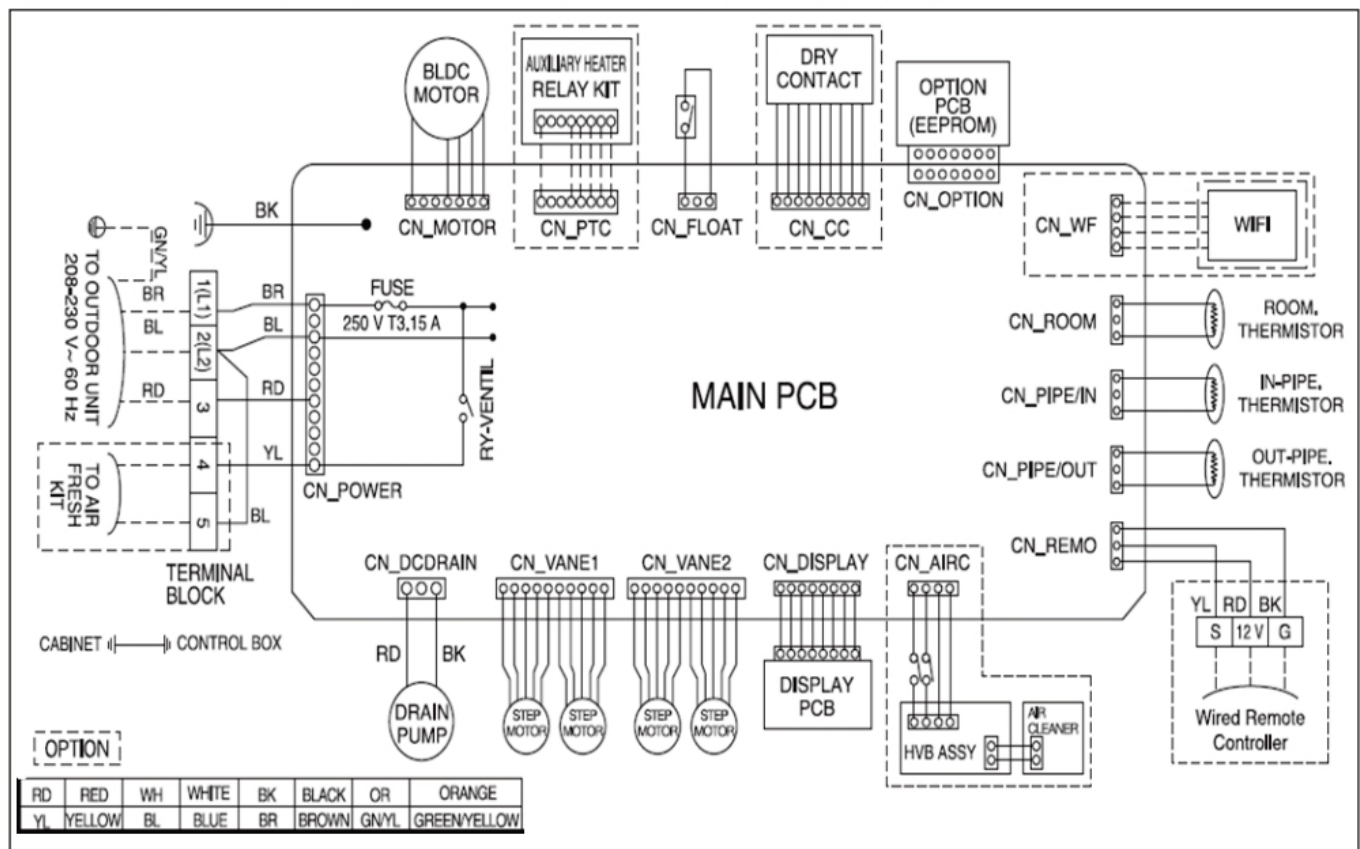 BLDC
MOTOR
AUXILIARY HEATER
RELAY KIT
DRY
CONTACT
OPTION
PCB
(EEPROM)
CN_MOTOR
CN_PTC
CN_FLOAT
CN_CC
CN_OPTION
BK
GN/YL
TO OUTDOOR UNIT
208-230 V~ 60 Hz
BR
BL
RD
1(L1)
2(L2)
3
4
5
BR
BL
RD
YL
BL
FUSE
250 V T3.15 A
RY-VENTIL
CN_POWER
TO AIR
FRESH
KIT
TERMINAL
BLOCK
MAIN PCB
CN_WF
WIFI
CN_ROOM
ROOM.
THERMISTOR
CN_PIPE/IN
IN-PIPE.
THERMISTOR
CN_PIPE/OUT
OUT-PIPE.
THERMISTOR
CN_REMO
YL RD BK
S 12 V G
Wired Remote
Controller
CN_DCDRAIN
CN_VANE1
CN_VANE2
CN_DISPLAY
CN_AIRC
RD BK
DRAIN
PUMP
STEP
MOTOR
STEP
MOTOR
STEP
MOTOR
STEP
MOTOR
DISPLAY
PCB
HVB ASSY
AIR
CLEANER
CABINET CONTROL BOX
OPTION
RD RED WH WHITE BK BLACK OR ORANGE
YL YELLOW BL BLUE BR BROWN GN/YL GREEN/YELLOW